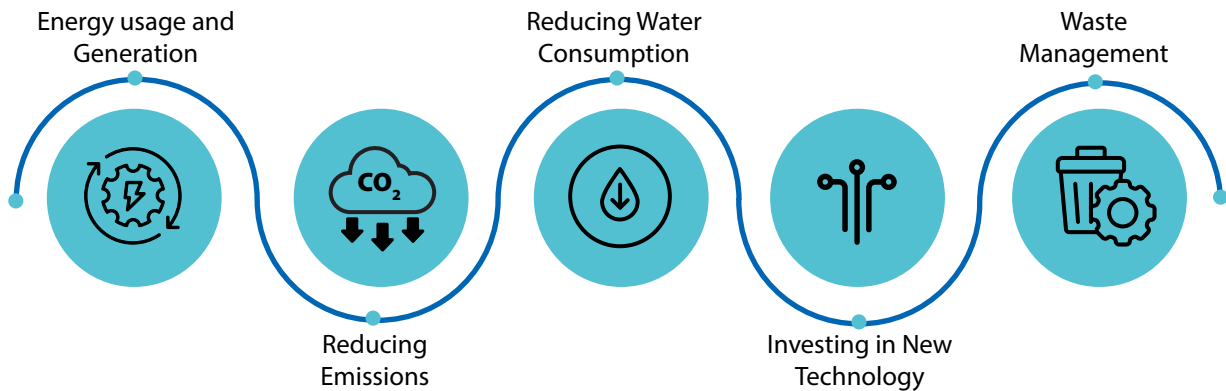 Energy usage and
Generation
CO₂
Reducing
Emissions
Reducing Water
Consumption
Investing in New
Technology
Waste
Management